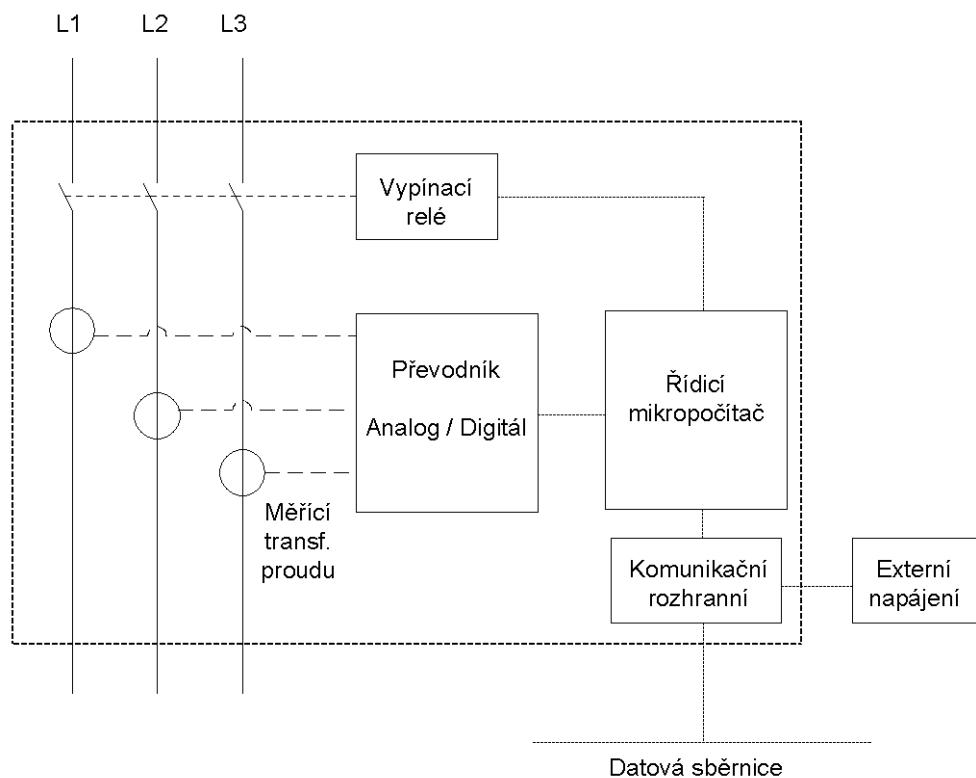 L1 L2 L3
Vypínací
relé
Převodník
Analog / Digitál
Řídicí
mikropočítač
Měřící
transf.
proudu
Komunikační
rozhranní
Externí
napájení
Datová sběrnice